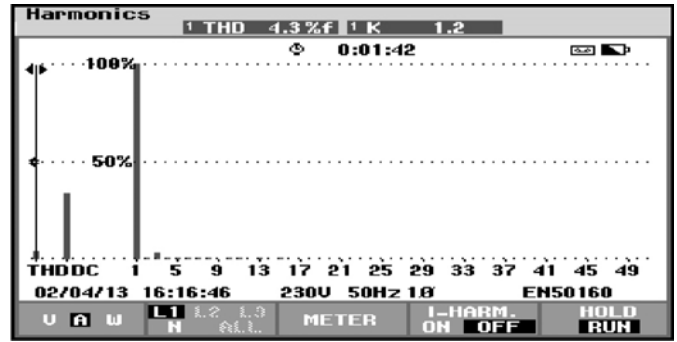 Harmonics
1 THD 4.3%f 1 K 1.2
0:01:42
100%
50%
THDDC 1 5 9 13 17 21 25 29 33 37 41 45 49
02/04/13 16:16:46 230V 50Hz 1Ø EN50160
V A W L1 L2 L3 N ALL METER I-HARM. ON OFF HOLD RUN